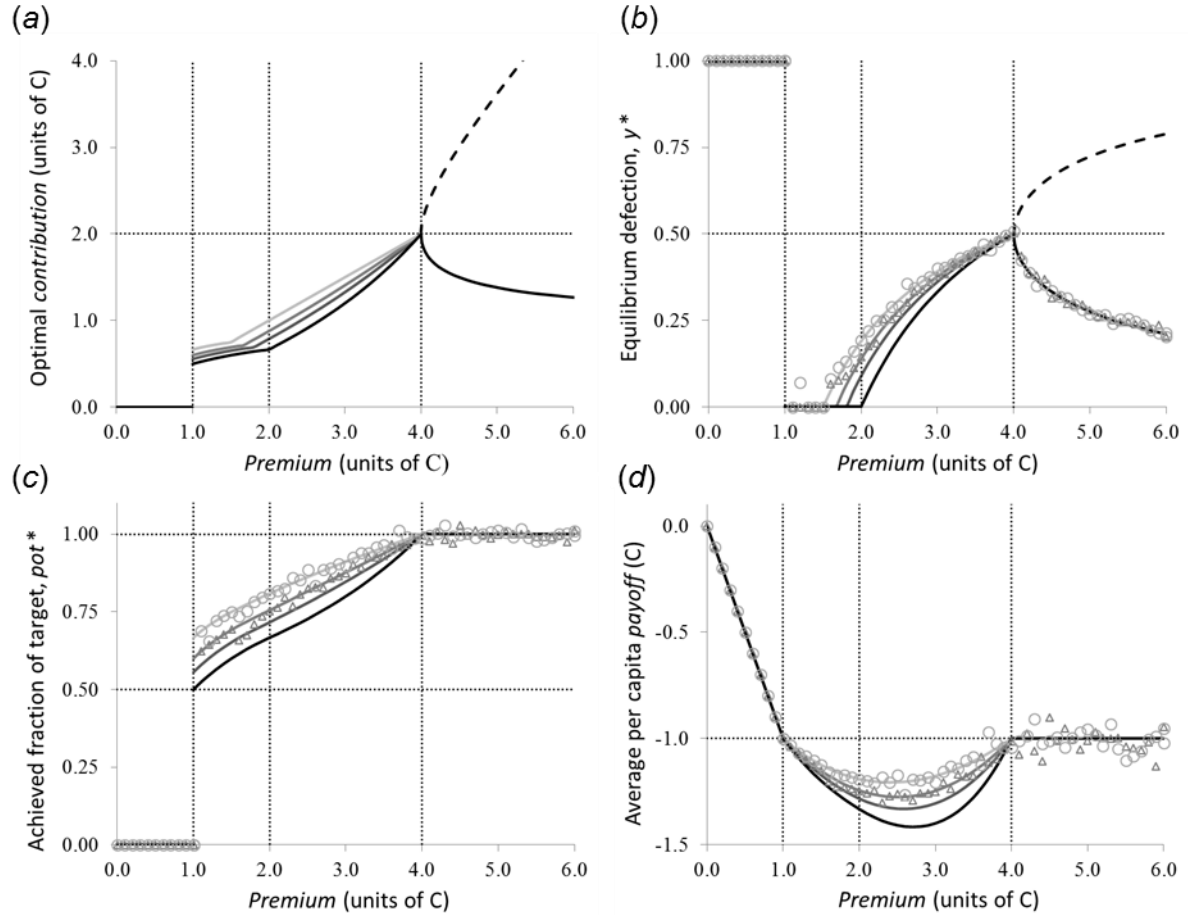 (a)
Optimal contribution (units of C)
4.0
3.0
2.0
1.0
0.0
0.0 1.0 2.0 3.0 4.0 5.0 6.0
Premium (units of C)
(b)
Equilibrium defection, y*
1.00
0.75
0.50
0.25
0.00
0.0 1.0 2.0 3.0 4.0 5.0 6.0
Premium (units of C)
(c)
Achieved fraction of target, pot*
1.00
0.75
0.50
0.25
0.00
0.0 1.0 2.0 3.0 4.0 5.0 6.0
Premium (units of C)
(d)
Average per capita payoff (C)
0.0
-0.5
-1.0
-1.5
0.0 1.0 2.0 3.0 4.0 5.0 6.0
Premium (units of C)